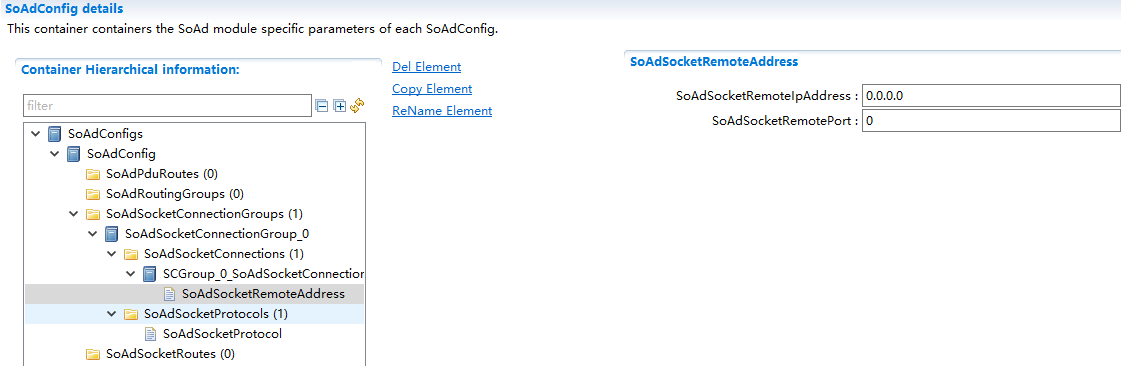 SoAdConfig details
This container containers the SoAd module specific parameters of each SoAdConfig.
Container Hierarchical information:
filter
SoAdConfigs
SoAdConfig
SoAdPduRoutes (0)
SoAdRoutingGroups (0)
SoAdSocketConnectionGroups (1)
SoAdSocketConnectionGroup_0
SoAdSocketConnections (1)
SCGroup_0_SoAdSocketConnection
SoAdSocketRemoteAddress
SoAdSocketProtocols (1)
SoAdSocketProtocol
SoAdSocketRoutes (0)
Del Element
Copy Element
ReName Element
SoAdSocketRemoteAddress
SoAdSocketRemoteIpAddress : 0.0.0.0
SoAdSocketRemotePort : 0